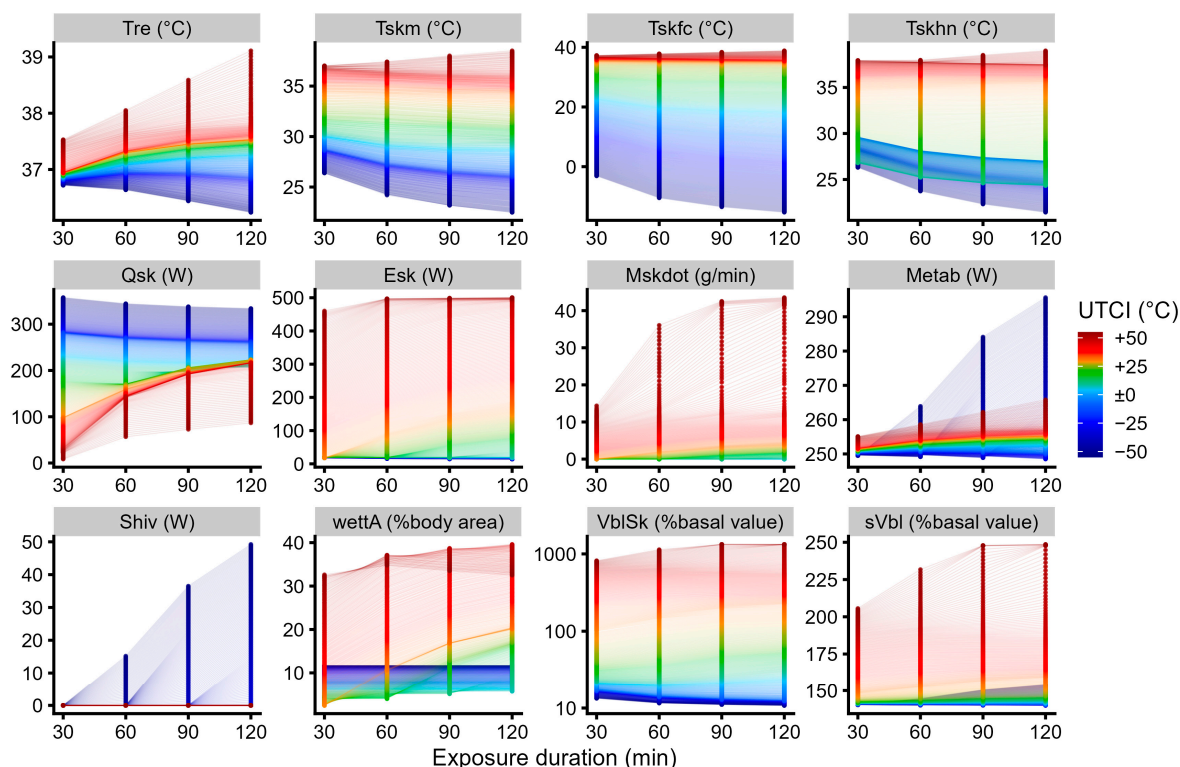 Tre (°C)
Tskm (°C)
Tskfc (°C)
Tskhn (°C)
39
38
37
35
30
25
40
20
0
35
30
25
30 60 90 120
30 60 90 120
30 60 90 120
30 60 90 120
Qsk (W)
Esk (W)
Mskdot (g/min)
Metab (W)
300
200
100
0
500
400
300
200
100
0
40
30
20
10
0
290
280
270
260
250
30 60 90 120
30 60 90 120
30 60 90 120
30 60 90 120
UTCI (°C)
+50
+25
±0
−25
−50
Shiv (W)
wettA (%body area)
VblSk (%basal value)
sVbl (%basal value)
50
40
30
20
10
0
40
30
20
10
1000
100
10
250
225
200
175
150
30 60 90 120
30 60 90 120
30 60 90 120
30 60 90 120
Exposure duration (min)